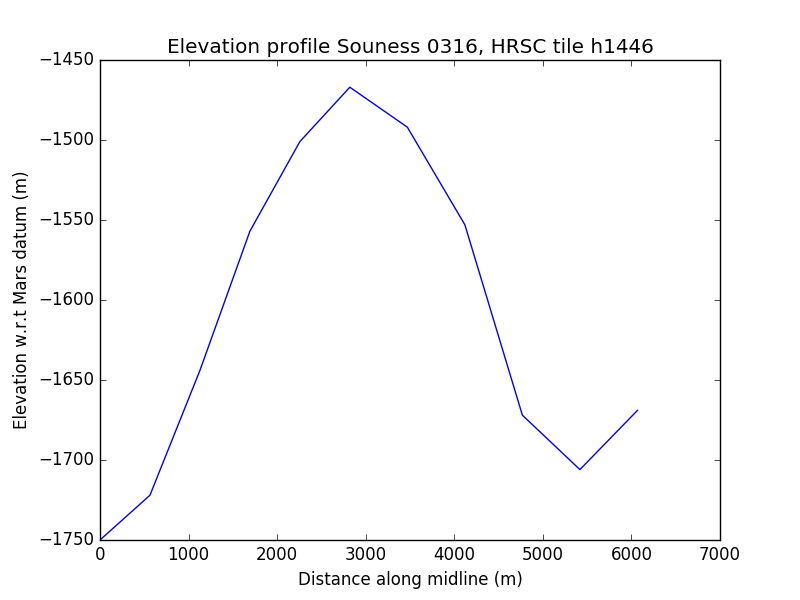 Elevation profile Souness 0316, HRSC tile h1446
−1450
−1500
−1550
−1600
−1650
−1700
−1750
Elevation w.r.t Mars datum (m)
0 1000 2000 3000 4000 5000 6000 7000
Distance along midline (m)